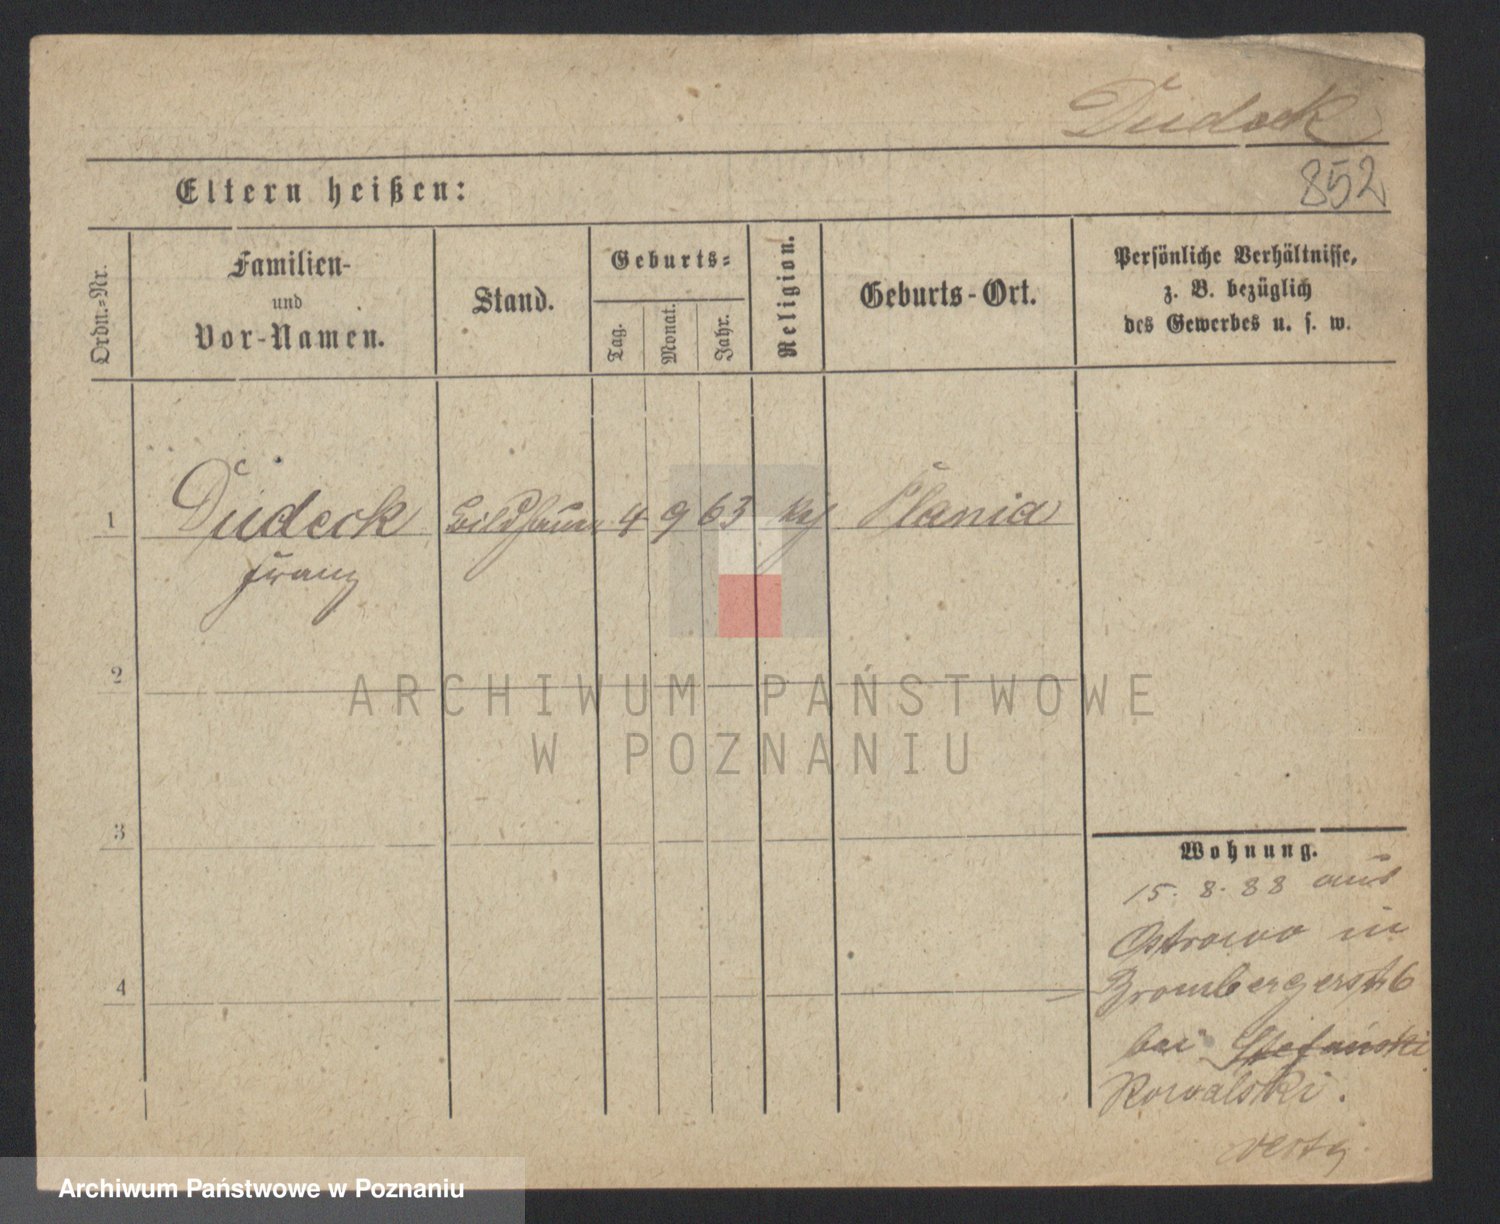 Dudeck
852
Eltern heißen:
Ordn.-Nr.
Familien-
und
Vor-Namen.
Stand.
Geburts-
Tag.
Monat.
Jahr.
Religion.
Geburts-Ort.
Persönliche Verhältnisse,
z. B. bezüglich
des Gewerbes u. s. w.
1 Dudeck Bildhauer 4 9 63 Plania
Franz
2
3
4
Wohnung.
15. 8. 88 aus
Ostrowo in
Brombergerstr 6
bei Stefański
Kowalski.
ARCHIWUM PAŃSTWOWE
W POZNANIU
Archiwum Państwowe w Poznaniu